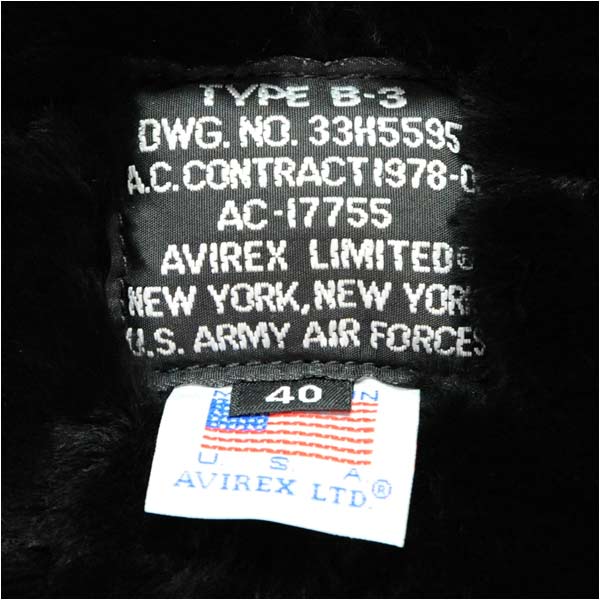 TYPE B-3
DWG. NO. 33H5595
A.C. CONTRACT 1978-
AC-17755
AVIREX LIMITED®
NEW YORK, NEW YORK
U.S. ARMY AIR FORCES
40
U. S. A
AVIREX LTD.®